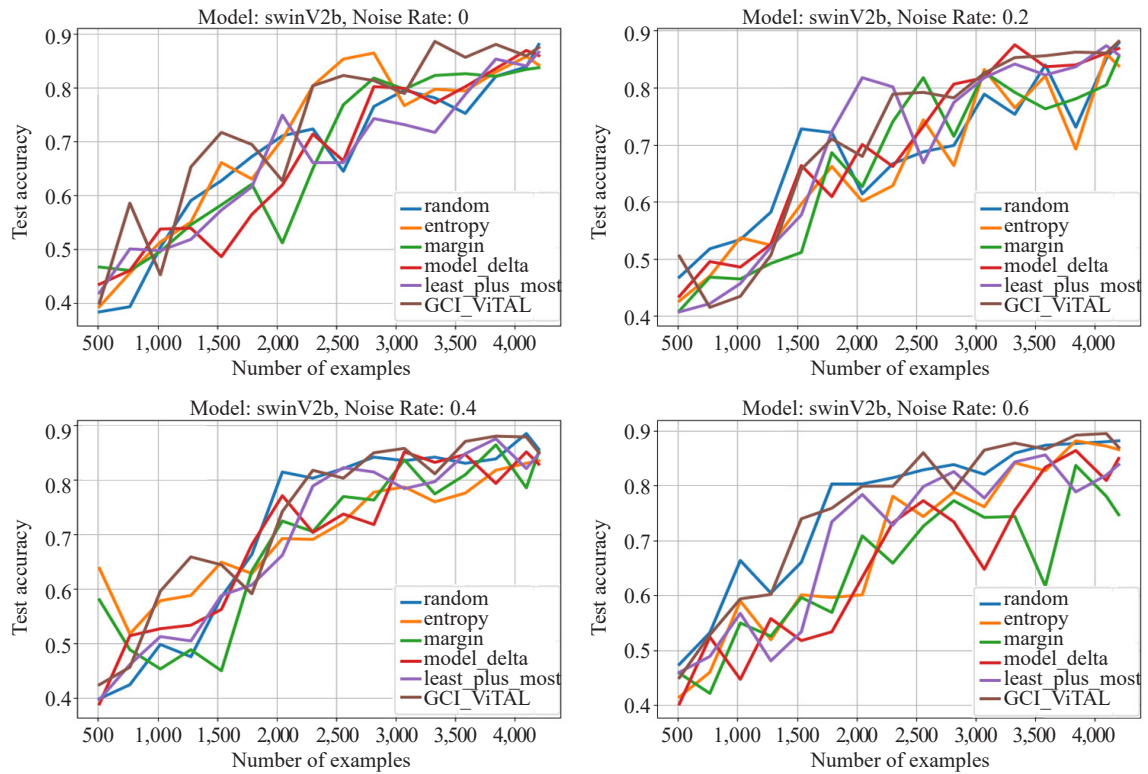 Model: swinV2b, Noise Rate: 0
Test accuracy
0.9
0.8
0.7
0.6
0.5
0.4
random
entropy
margin
model_delta
least_plus_most
GCI_ViTAL
500 1,000 1,500 2,000 2,500 3,000 3,500 4,000
Number of examples
Model: swinV2b, Noise Rate: 0.2
Test accuracy
0.9
0.8
0.7
0.6
0.5
0.4
random
entropy
margin
model_delta
least_plus_most
GCI_ViTAL
500 1,000 1,500 2,000 2,500 3,000 3,500 4,000
Number of examples
Model: swinV2b, Noise Rate: 0.4
Test accuracy
0.9
0.8
0.7
0.6
0.5
0.4
random
entropy
margin
model_delta
least_plus_most
GCI_ViTAL
500 1,000 1,500 2,000 2,500 3,000 3,500 4,000
Number of examples
Model: swinV2b, Noise Rate: 0.6
Test accuracy
0.9
0.8
0.7
0.6
0.5
0.4
random
entropy
margin
model_delta
least_plus_most
GCI_ViTAL
500 1,000 1,500 2,000 2,500 3,000 3,500 4,000
Number of examples